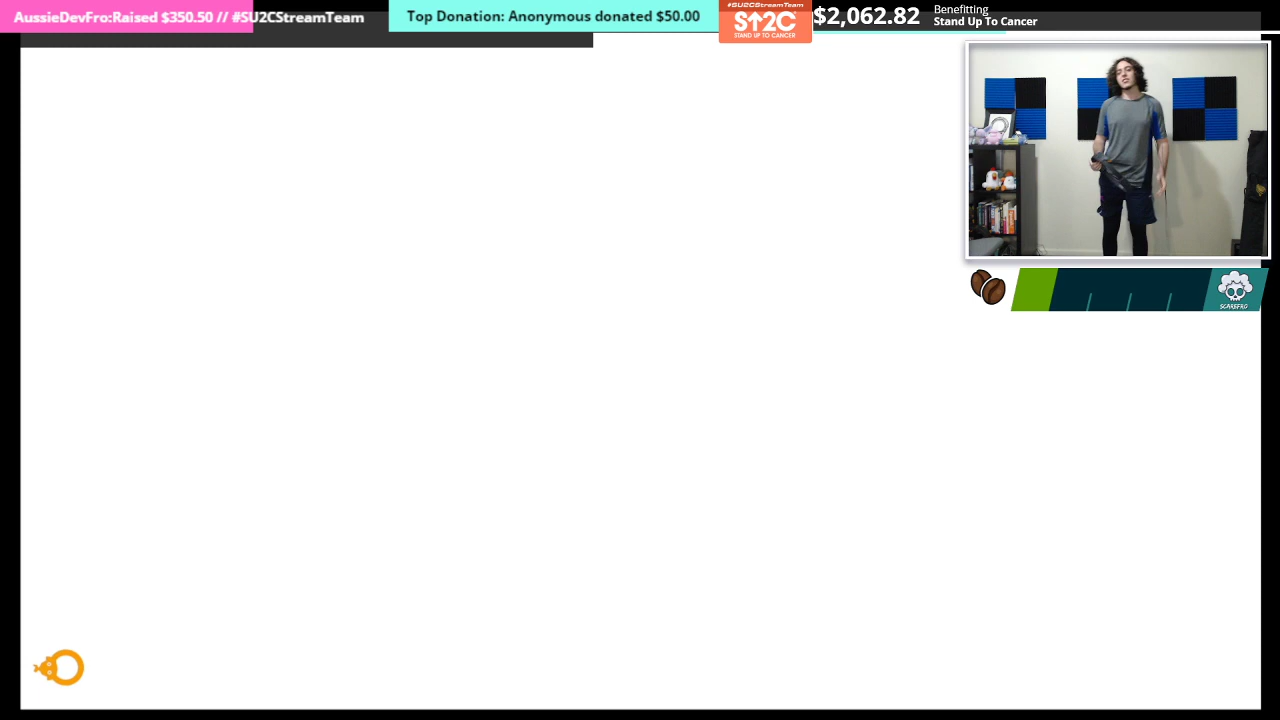 AussieDevFro:Raised $350.50 // #SU2CStreamTeam
Top Donation: Anonymous donated $50.00
#SU2CStreamTeam
SU2C
STAND UP TO CANCER
$2,062.82
Benefitting
Stand Up To Cancer
SCARBFRO